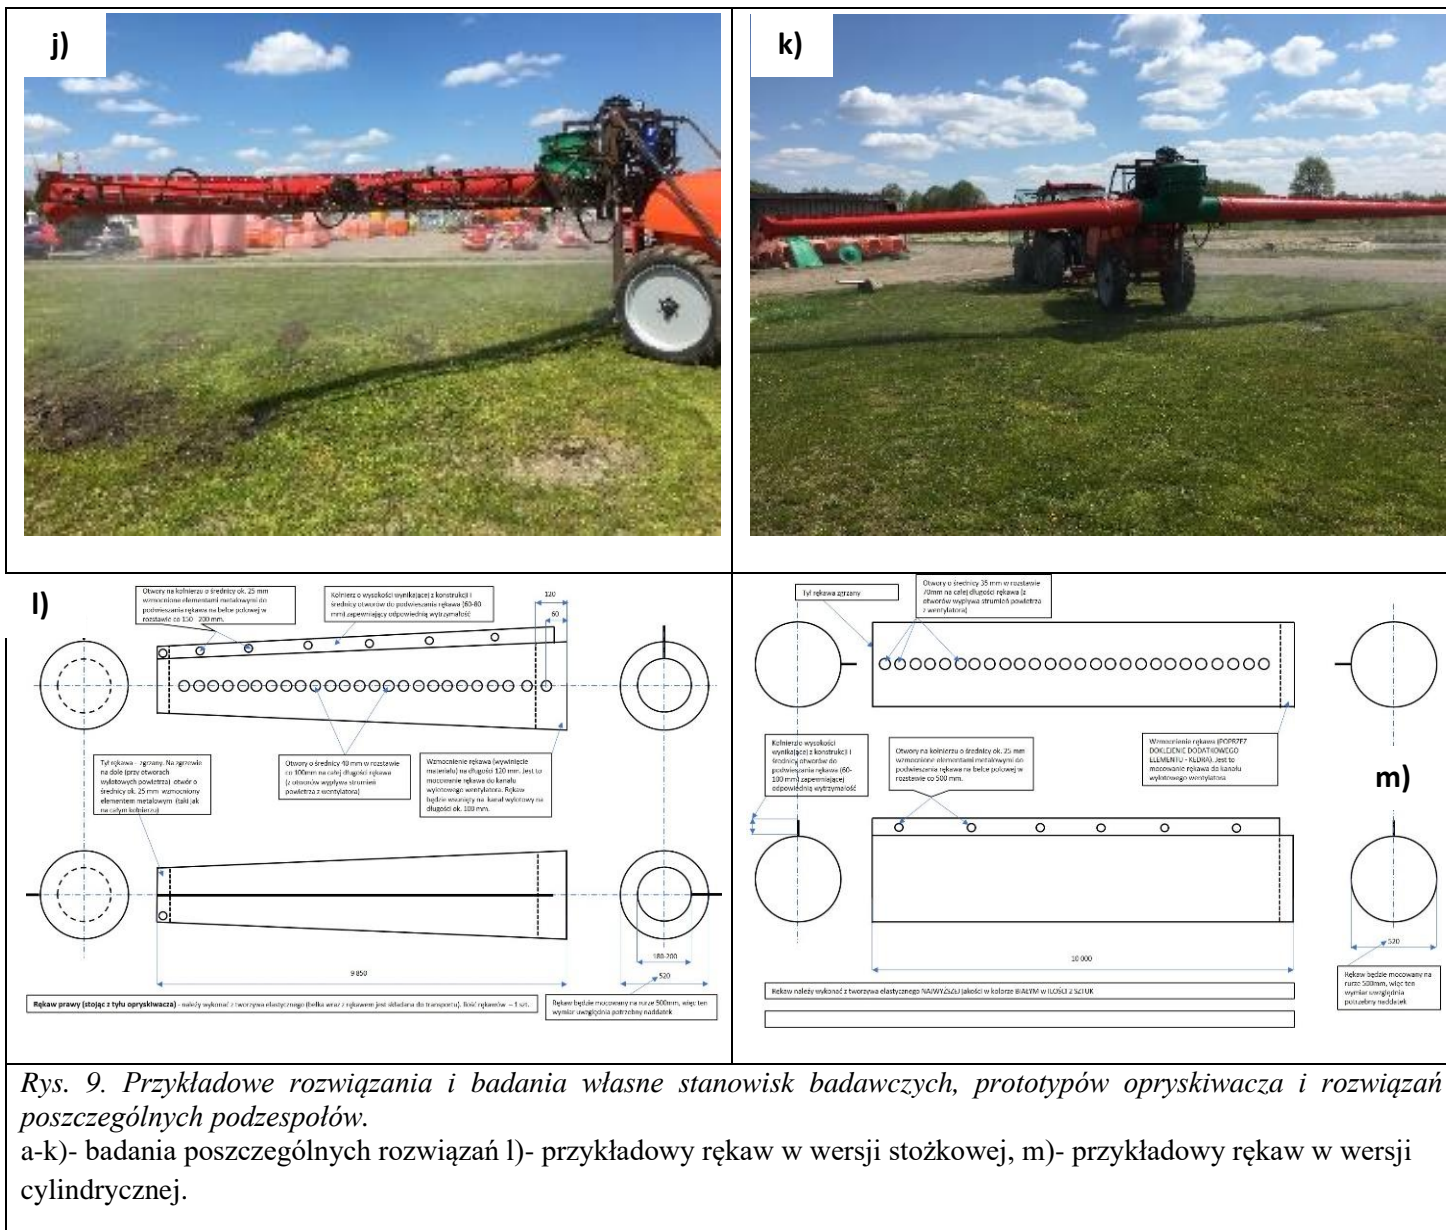 j)
k)
l)
Otwory na kołnierzu o średnicy ok. 25 mm
wzmocnione elementami metalowymi do
podwieszania rękawa na belce polowej w
rozstawie co 150 - 200 mm.
Kołnierz o wysokości wynikającej z konstrukcji i
średnicy otworów do podwieszania rękawa (60-80
mm) zapewniający odpowiednią wytrzymałość
120
60
Tył rękawa - zgrzany. Na zgrzewie
na dole (przy otworach
wylotowych powietrza) otwór o
średnicy ok. 25 mm wzmocniony
elementem metalowym (taki jak
na całym kołnierzu)
Otwory o średnicy 40 mm w rozstawie
co 100mm na całej długości rękawa
(z otworów wypływa strumień
powietrza z wentylatora)
Wzmocnienie rękawa (wywinięcie
materiału) na długości 120 mm. Jest to
mocowanie rękawa do kanału
wylotowego wentylatora. Rękaw
będzie wsunięty na kanał wylotowy na
długości ok. 100 mm.
9 850
180-200
520
Rękaw prawy (stojąc z tyłu opryskiwacza) - należy wykonać z tworzywa elastycznego (belka wraz z rękawem jest składana do transportu). Ilość rękawów – 1 szt.
Rękaw będzie mocowany na rurze 500mm, więc ten
wymiar uwzględnia potrzebny naddatek
Tył rękawa zgrzany
Otwory o średnicy 35 mm w rozstawie
70mm na całej długości rękawa (z
otworów wypływa strumień powietrza
z wentylatora)
wysokości
wynikającej z konstrukcji i
średnicy otworów do
podwieszania rękawa (60-
100 mm) zapewniającej
odpowiednią wytrzymałość
Otwory na kołnierzu o średnicy ok. 25 mm
wzmocnione elementami metalowymi do
podwieszania rękawa na belce polowej w
rozstawie co 500 mm.
Wzmocnienie rękawa (POPRZEZ
DOKLEJENIE DODATKOWEGO
ELEMENTU - KĘDRA). Jest to
mocowanie rękawa do kanału
wylotowego wentylatora
m)
10 000
520
Rękaw należy wykonać z tworzywa elastycznego NAJWYŻSZEJ jakości w kolorze BIAŁYM w ILOŚCI 2 SZTUK
Rękaw będzie mocowany na
rurze 500mm, więc ten
wymiar uwzględnia
potrzebny naddatek
Rys. 9. Przykładowe rozwiązania i badania własne stanowisk badawczych, prototypów opryskiwacza i rozwiązań
poszczególnych podzespołów.
a-k)- badania poszczególnych rozwiązań l)- przykładowy rękaw w wersji stożkowej, m)- przykładowy rękaw w wersji
cylindrycznej.